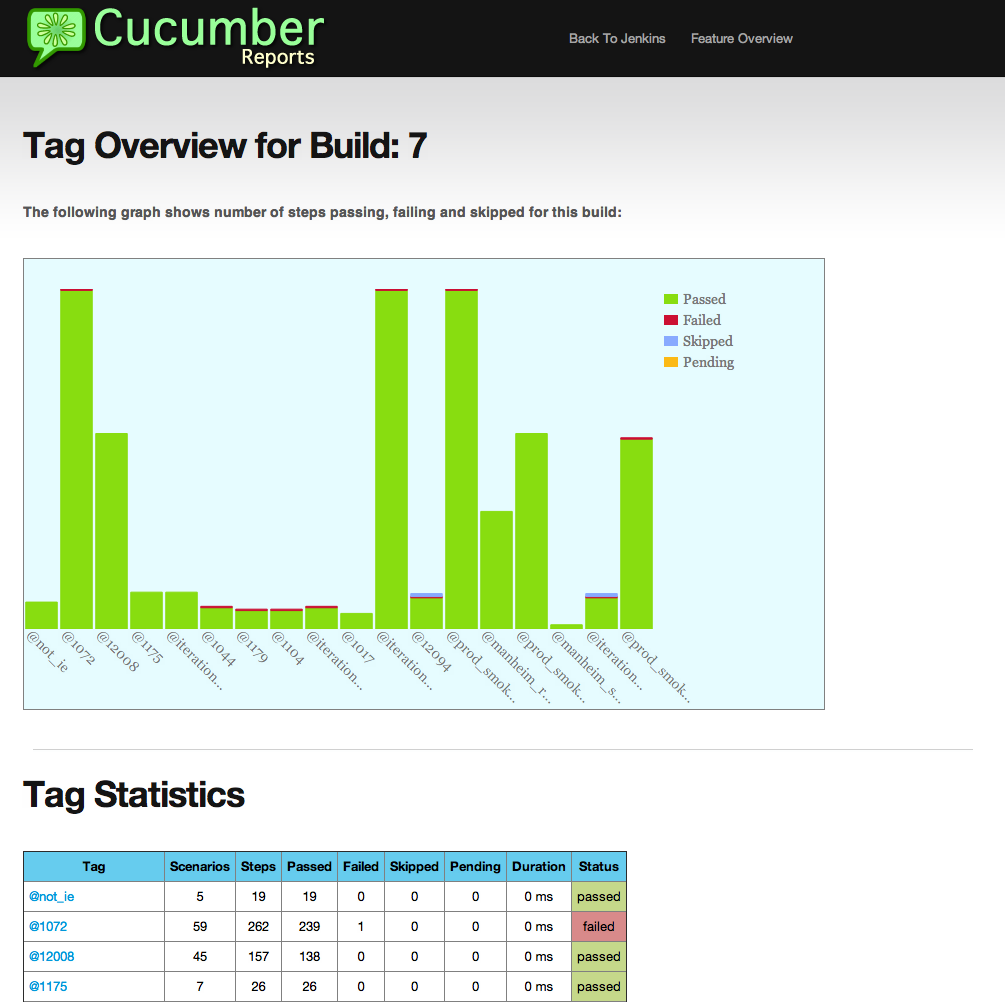 Cucumber
Reports
Back To Jenkins Feature Overview
Tag Overview for Build: 7
The following graph shows number of steps passing, failing and skipped for this build:
Passed
Failed
Skipped
Pending
@not_ie
@1072
@12008
@1175
@iteration...
@1044
@1179
@1104
@iteration...
@1017
@iteration...
@12094
@prod_smok...
@manheim_r...
@prod_smok...
@manheim_s...
@iteration...
@prod_smok...
Tag Statistics
Tag Scenarios Steps Passed Failed Skipped Pending Duration Status
@not_ie 5 19 19 0 0 0 0 ms passed
@1072 59 262 239 1 0 0 0 ms failed
@12008 45 157 138 0 0 0 0 ms passed
@1175 7 26 26 0 0 0 0 ms passed